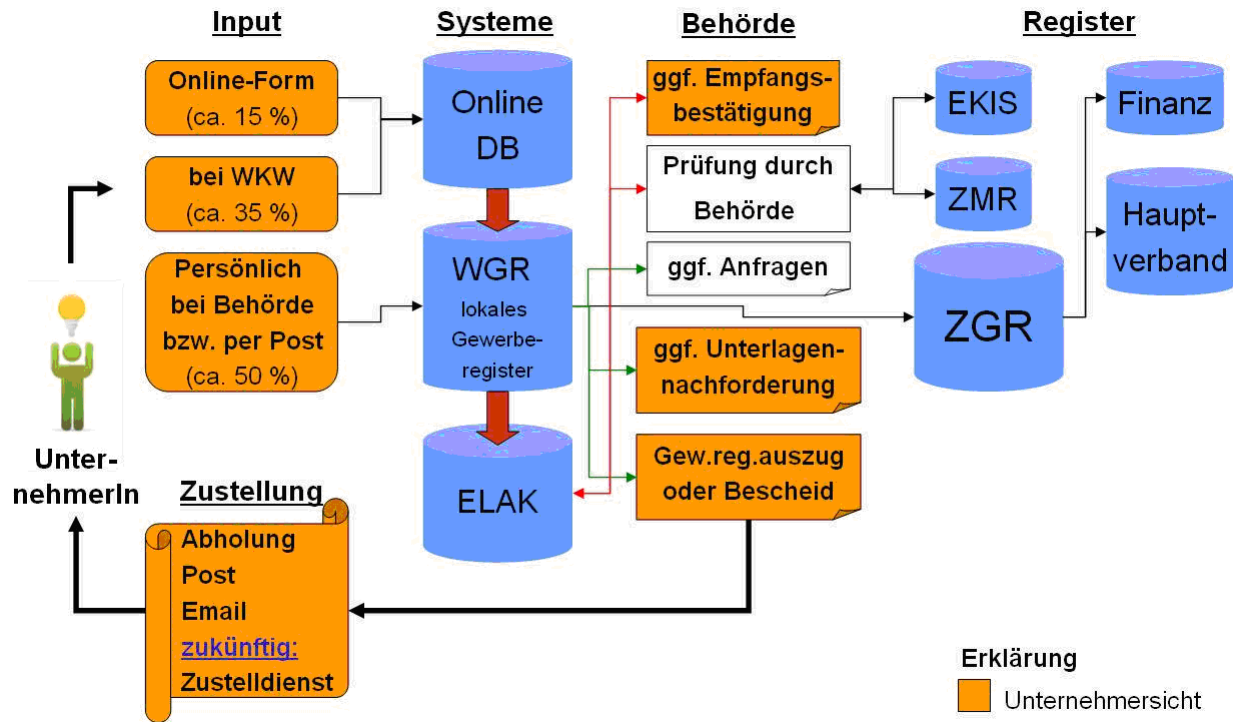 Input
Systeme
Behörde
Register
Online-Form
(ca. 15 %)
bei WKW
(ca. 35 %)
Persönlich
bei Behörde
bzw. per Post
(ca. 50 %)
Unter-
nehmerIn
Online
DB
WGR
lokales
Gewerbe-
register
ELAK
ggf. Empfangs-
bestätigung
Prüfung durch
Behörde
ggf. Anfragen
ggf. Unterlagen-
nachforderung
Gew.reg.auszug
oder Bescheid
EKIS
ZMR
ZGR
Finanz
Haupt-
verband
Zustellung
Abholung
Post
Email
zukünftig:
Zustelldienst
Erklärung
Unternehmersicht